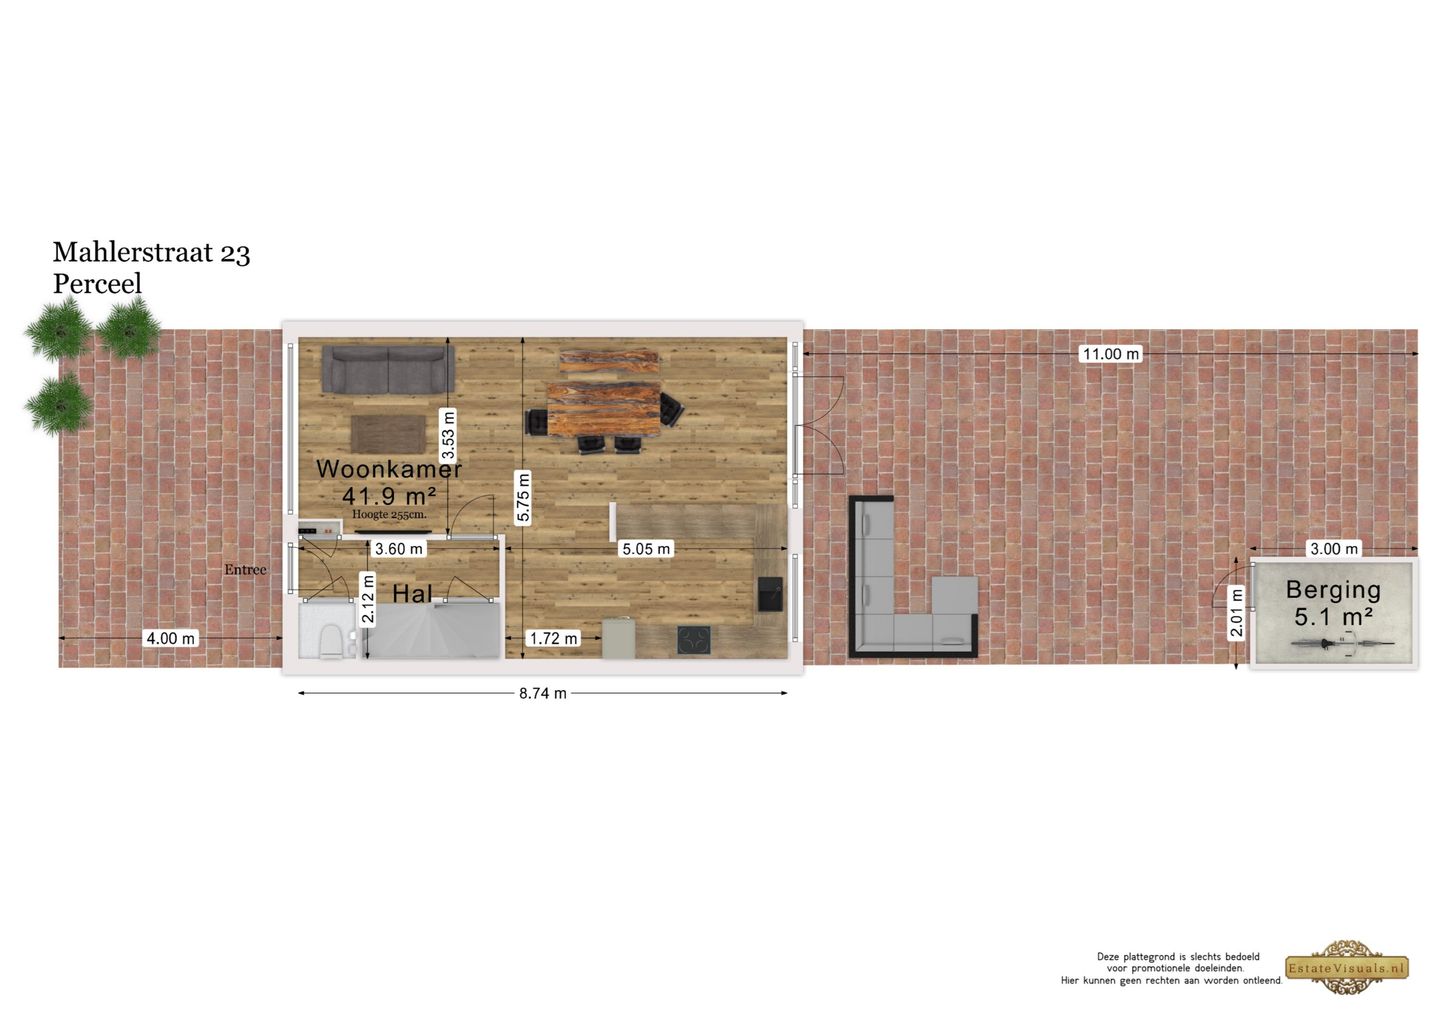 Mahlerstraat 23
Perceel
11.00 m
3.53 m
Woonkamer
41.9 m²
Hoogte 255cm.
5.75 m
3.60 m
5.05 m
3.00 m
Entree
Hal
2.12 m
Berging
5.1 m²
2.01 m
4.00 m
1.72 m
8.74 m
Deze plattegrond is slechts bedoeld
voor promotionele doeleinden.
Hier kunnen geen rechten aan worden ontleend.
EstateVisuals.nl